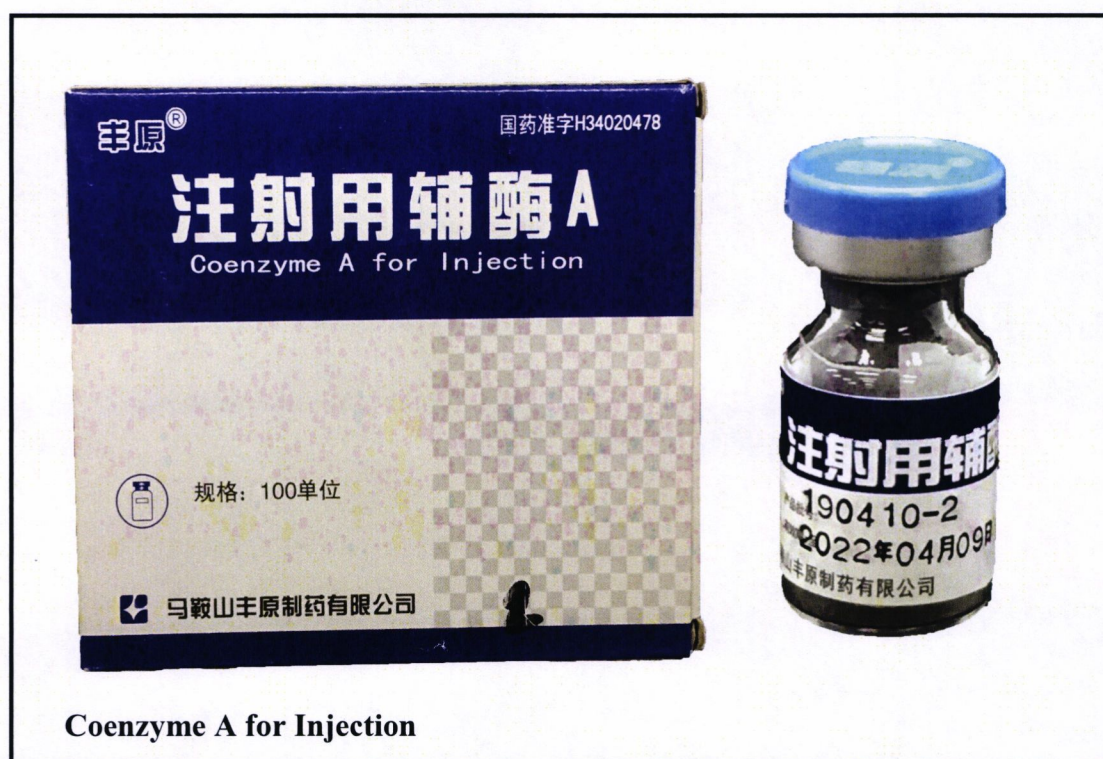 丰原®
国药准字H34020478
注射用辅酶A
Coenzyme A for Injection
规格：100单位
马鞍山丰原制药有限公司
注射用辅
190410-2
2022年04月09日
山丰原制药有限公司
Coenzyme A for Injection